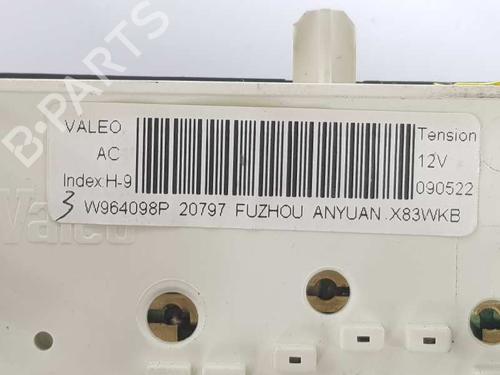 VALEO
AC
Index H-9
Tension
12V
090522
3 W964098P 20797 FUZHOU ANYUAN.X83WKB
Valeo
B-PARTS